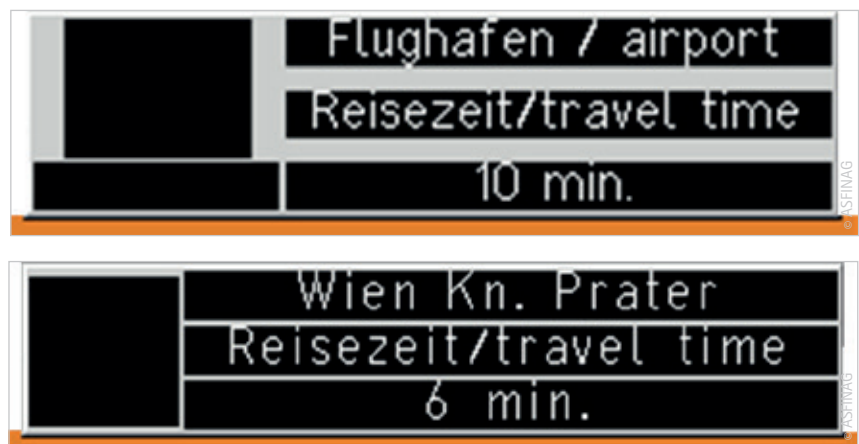 Flughafen / airport
Reisezeit/travel time
10 min.
© ASFINAG
Wien Kn. Prater
Reisezeit/travel time
6 min.
© ASFINAG